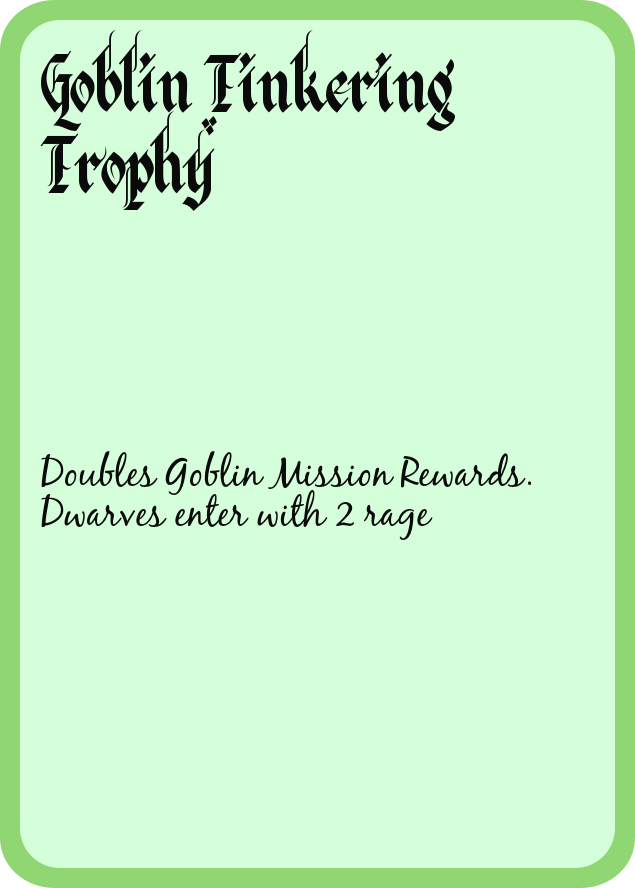 Goblin Tinkering
Trophy
Doubles Goblin Mission Rewards.
Dwarves enter with 2 rage